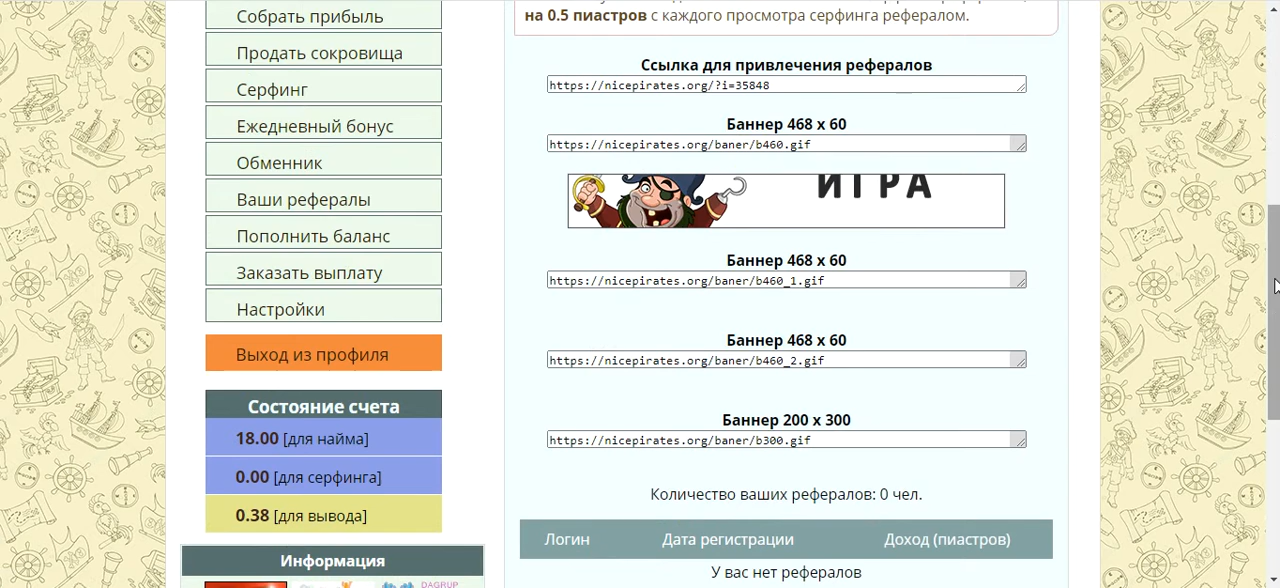 Собрать прибыль
Продать сокровища
Серфинг
Ежедневный бонус
Обменник
Ваши рефералы
Пополнить баланс
Заказать выплату
Настройки
Выход из профиля
Состояние счета
18.00 [для найма]
0.00 [для серфинга]
0.38 [для вывода]
Информация
DAGRUP
на 0.5 пиастров с каждого просмотра серфинга рефералом.
Ссылка для привлечения рефералов
https://nicepirates.org/?i=35848
Баннер 468 x 60
https://nicepirates.org/baner/b460.gif
ИГРА
Баннер 468 x 60
https://nicepirates.org/baner/b460_1.gif
Баннер 468 x 60
https://nicepirates.org/baner/b460_2.gif
Баннер 200 x 300
https://nicepirates.org/baner/b300.gif
Количество ваших рефералов: 0 чел.
Логин Дата регистрации Доход (пиастров)
У вас нет рефералов